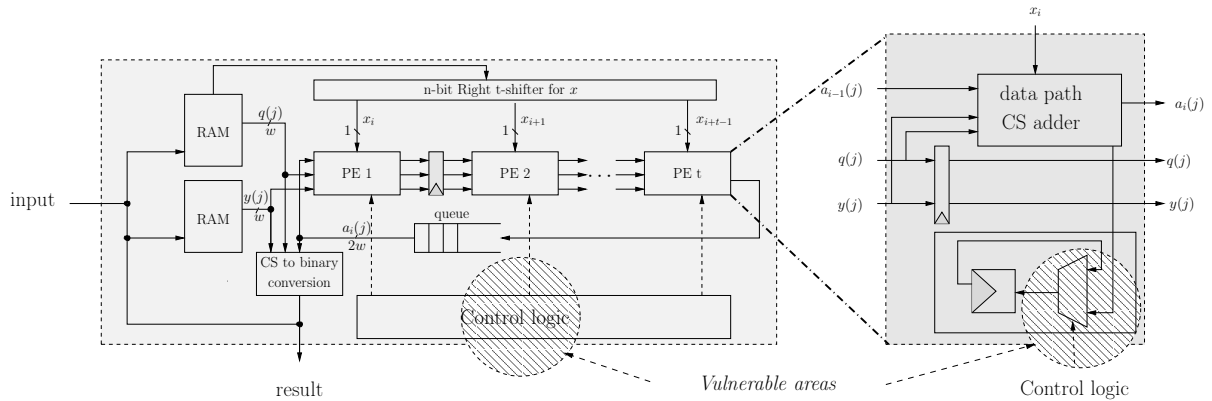 input
RAM
q(j)
w
RAM
y(j)
w
n-bit Right t-shifter for x
1
x_i
1
x_{i+1}
1
x_{i+t−1}
PE 1
PE 2
...
PE t
queue
a_i(j)
2w
CS to binary
conversion
Control logic
result
Vulnerable areas
x_i
a_{i−1}(j)
data path
CS adder
a_i(j)
q(j)
q(j)
y(j)
y(j)
Control logic